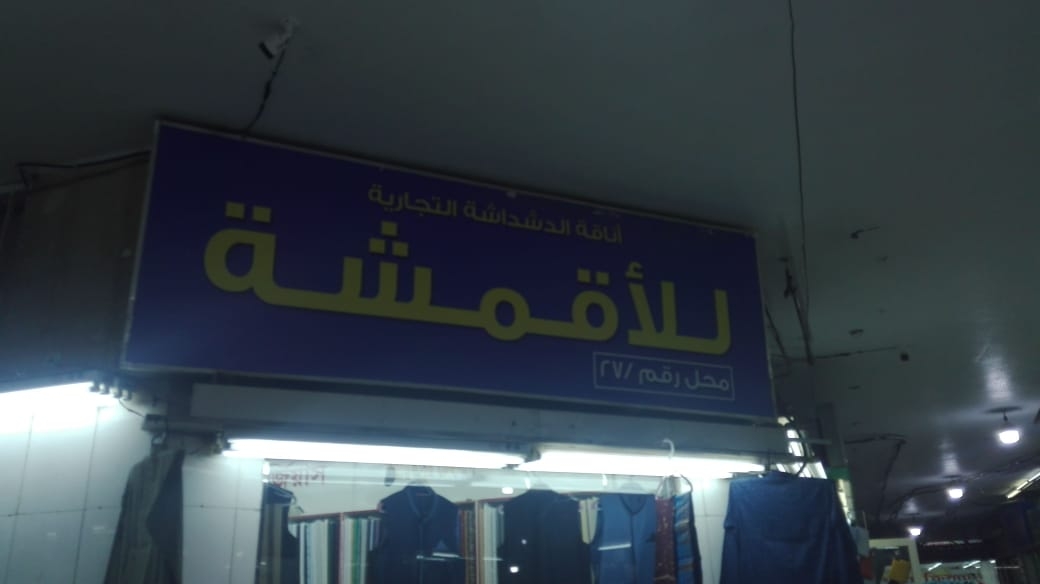 أناقة الدشداشة التجارية
للأقمشة
محل رقم /٢٧